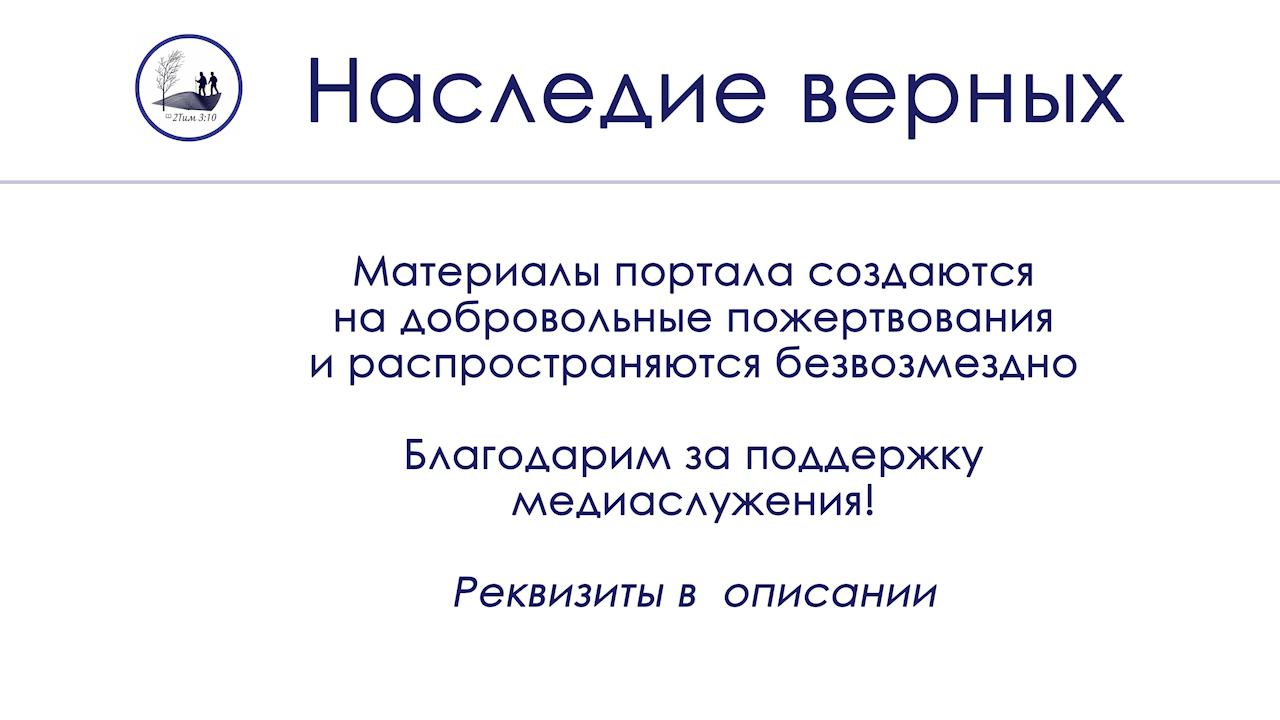 2Тим 3:10
Наследие верных
Материалы портала создаются
на добровольные пожертвования
и распространяются безвозмездно
Благодарим за поддержку
медиаслужения!
Реквизиты в описании